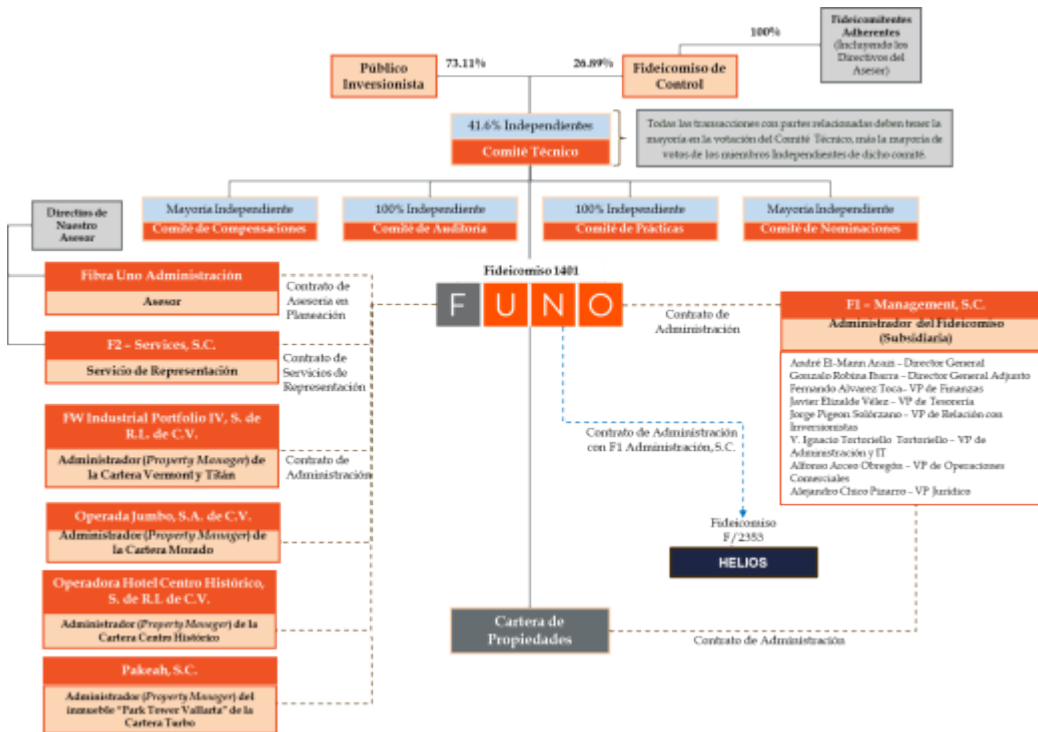 Fideicomitentes
Adherentes
(Incluyendo los
Directivos del
Asesor)
100%
Público
Inversionista
73.11%
26.89%
Fideicomiso de
Control
41.6% Independientes
Comité Técnico
Todas las transacciones con partes relacionadas deben tener la
mayoría en la votación del Comité Técnico, más la mayoría de
votos de los miembros Independientes de dicho comité.
Directivos de
Nuestro
Asesor
Mayoría Independiente
Comité de Compensaciones
100% Independiente
Comité de Auditoría
100% Independiente
Comité de Prácticas
Mayoría Independiente
Comité de Nominaciones
Fibra Uno Administración
Asesor
Contrato de
Asesoría en
Planeación
Fideicomiso 1401
FUNO
Contrato de
Administración
F1 – Management, S.C.
Administrador del Fideicomiso
(Subsidiaria)
André El-Mann Arazi – Director General
Gonzalo Robina Ibarra – Director General Adjunto
Fernando Alvarez Toca– VP de Finanzas
Javier Elizalde Vélez – VP de Tesorería
Jorge Pigeon Solórzano – VP de Relación con
Inversionistas
V. Ignacio Tortoriello Tortoriello – VP de
Administración y IT
Alfonso Arceo Obregón – VP de Operaciones
Comerciales
Alejandro Chico Pizarro – VP Jurídico
F2 – Services, S.C.
Servicio de Representación
Contrato de
Servicios de
Representación
FW Industrial Portfolio IV, S. de
R.L. de C.V.
Administrador (Property Manager) de
la Cartera Vermont y Titán
Contrato de
Administración
Contrato de Administración
con F1 Administración, S.C.
Operada Jumbo, S.A. de C.V.
Administrador (Property Manager) de
la Cartera Morado
Fideicomiso
F/2353
HELIOS
Operadora Hotel Centro Histórico,
S. de R.L de C.V.
Administrador (Property Manager) de la
Cartera Centro Histórico
Cartera de
Propiedades
Contrato de Administración
Pakeah, S.C.
Administrador (Property Manager) del
inmueble "Park Tower Vallarta" de la
Cartera Turbo